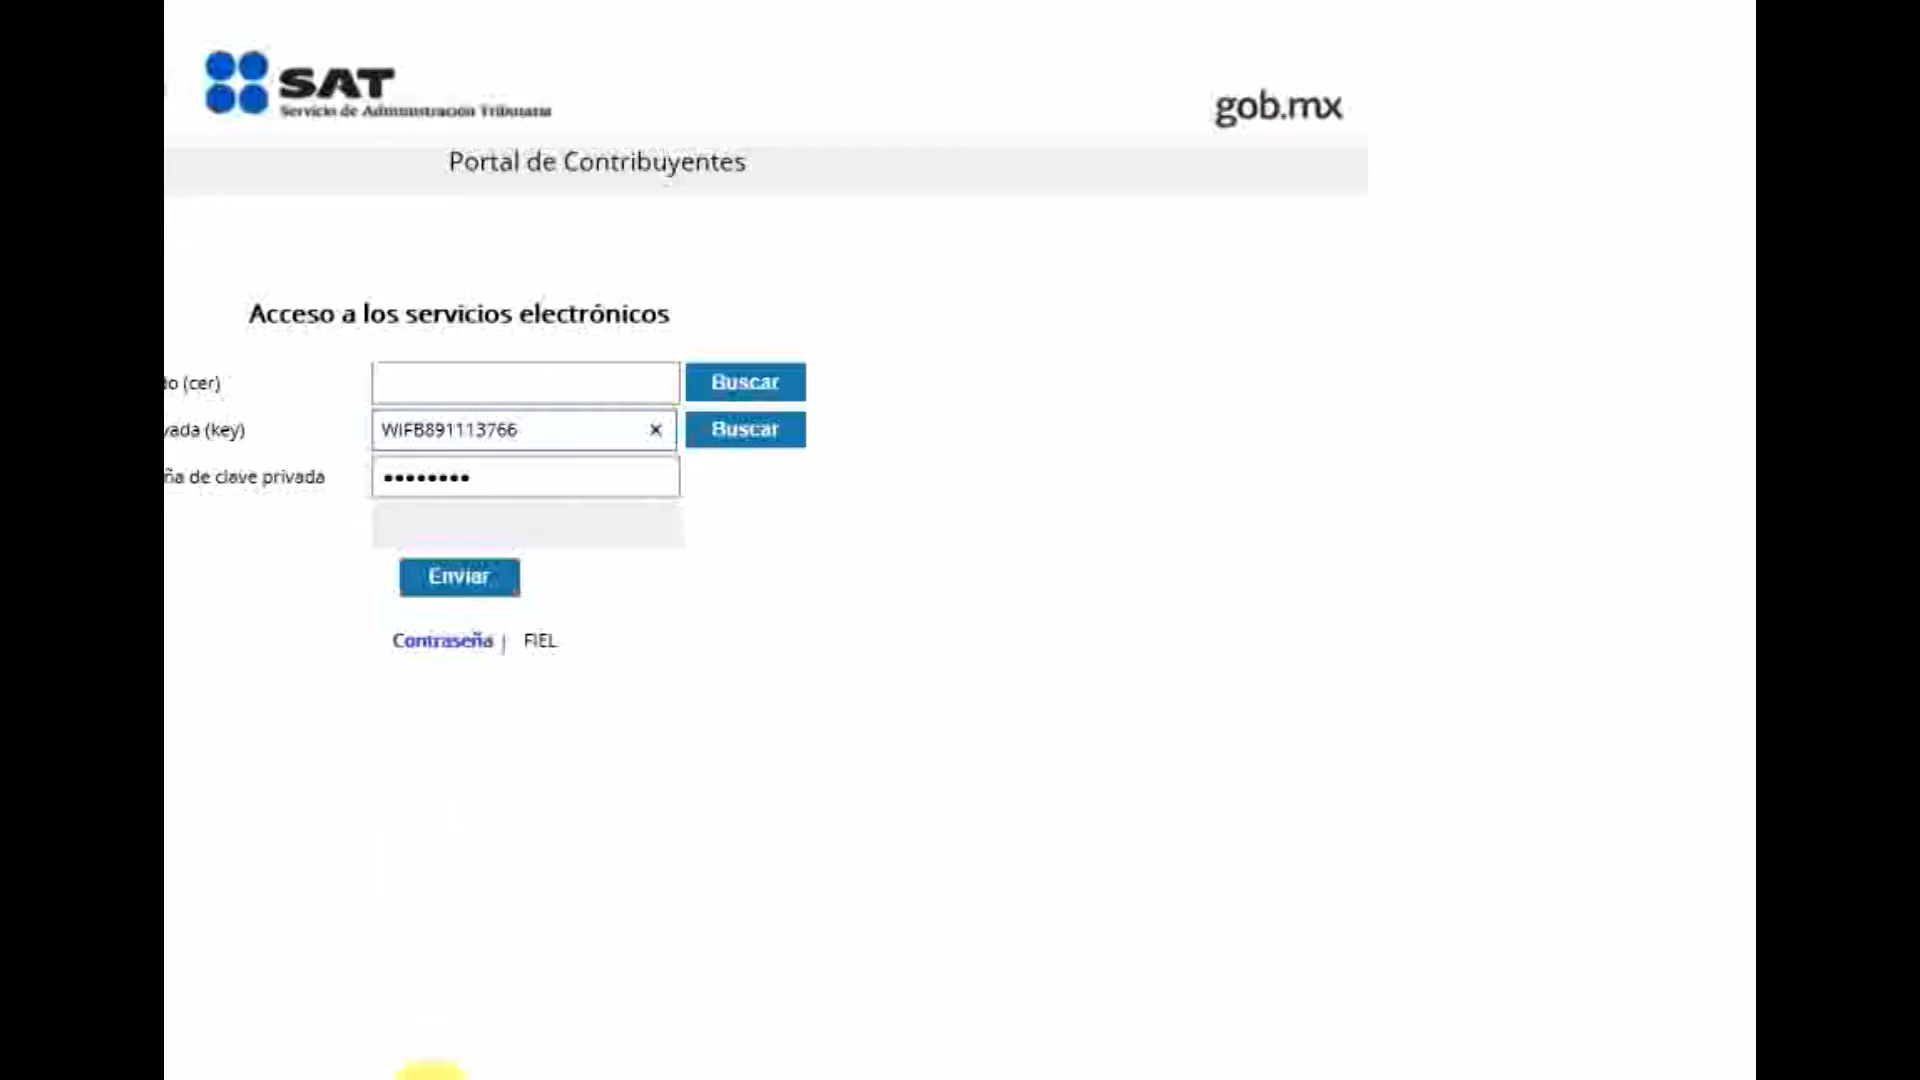 SAT
Servicio de Administración Tributaria
gob.mx
Portal de Contribuyentes
Acceso a los servicios electrónicos
o (cer)
Buscar
vada (key)
WIFB891113766
×
Buscar
ña de clave privada
••••••••
Enviar
Contraseña | FIEL